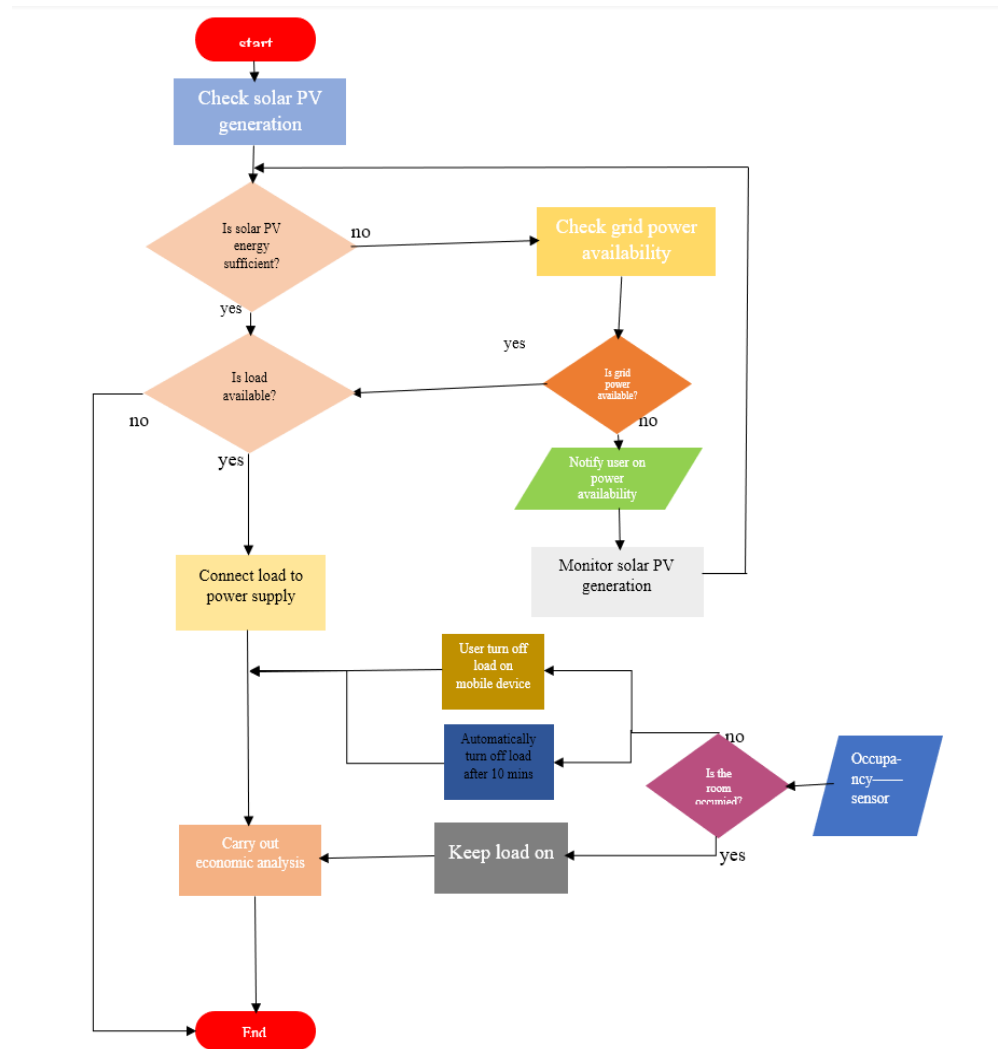 start
Check solar PV
generation
Is solar PV
energy
sufficient?
no
Check grid power
availability
yes
Is load
available?
yes
Is grid
power
available?
no
no
yes
Notify user on
power
availability
Connect load to
power supply
Monitor solar PV
generation
User turn off
load on
mobile device
Automatically
turn off load
after 10 mins
no
Is the
room
occupied?
Occupa-
ncy——
sensor
Carry out
economic analysis
Keep load on
yes
End